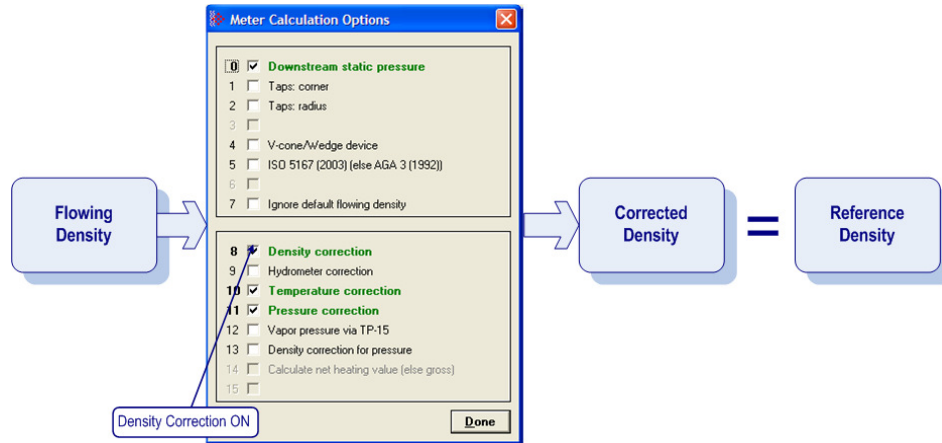 Meter Calculation Options
0 Downstream static pressure
1 Taps: corner
2 Taps: radius
3
4 V-cone/Wedge device
5 ISO 5167 (2003) (else AGA 3 (1992))
6
7 Ignore default flowing density
Flowing
Density
Corrected
Density
=
Reference
Density
8 Density correction
9 Hydrometer correction
10 Temperature correction
11 Pressure correction
12 Vapor pressure via TP-15
13 Density correction for pressure
14 Calculate net heating value (else gross)
15
Density Correction ON
Done